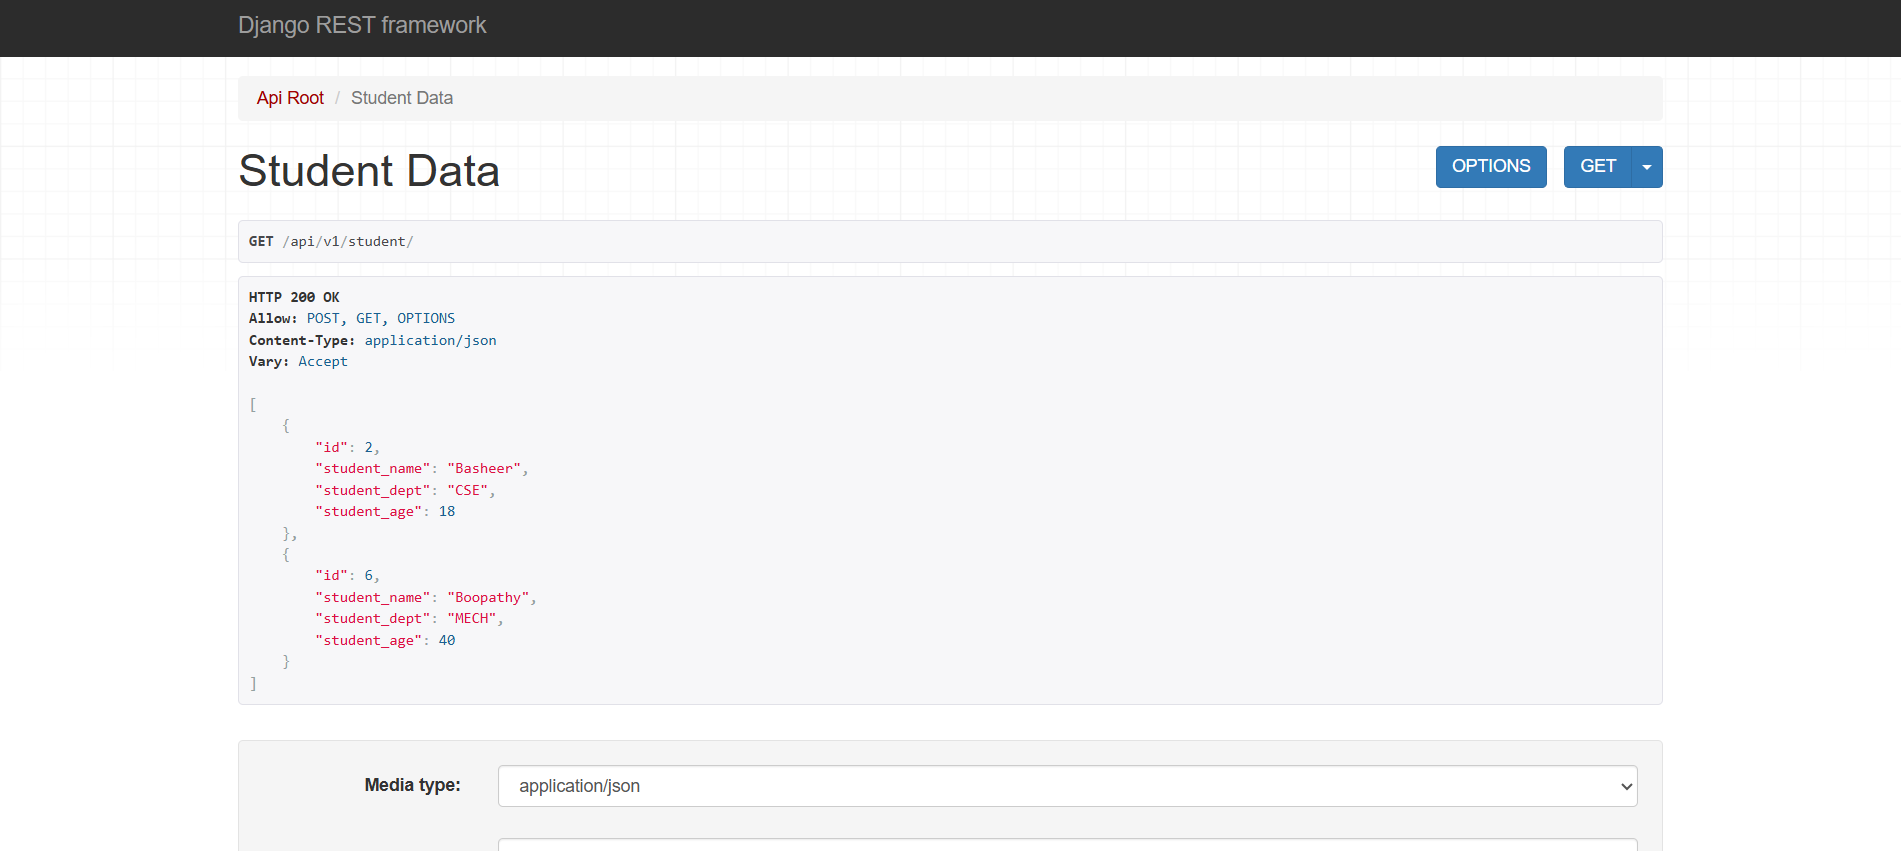 Django REST framework
Api Root / Student Data
Student Data
OPTIONS GET
GET /api/v1/student/
HTTP 200 OK
Allow: POST, GET, OPTIONS
Content-Type: application/json
Vary: Accept
[
    {
        "id": 2,
        "student_name": "Basheer",
        "student_dept": "CSE",
        "student_age": 18
    },
    {
        "id": 6,
        "student_name": "Boopathy",
        "student_dept": "MECH",
        "student_age": 40
    }
]
Media type: application/json